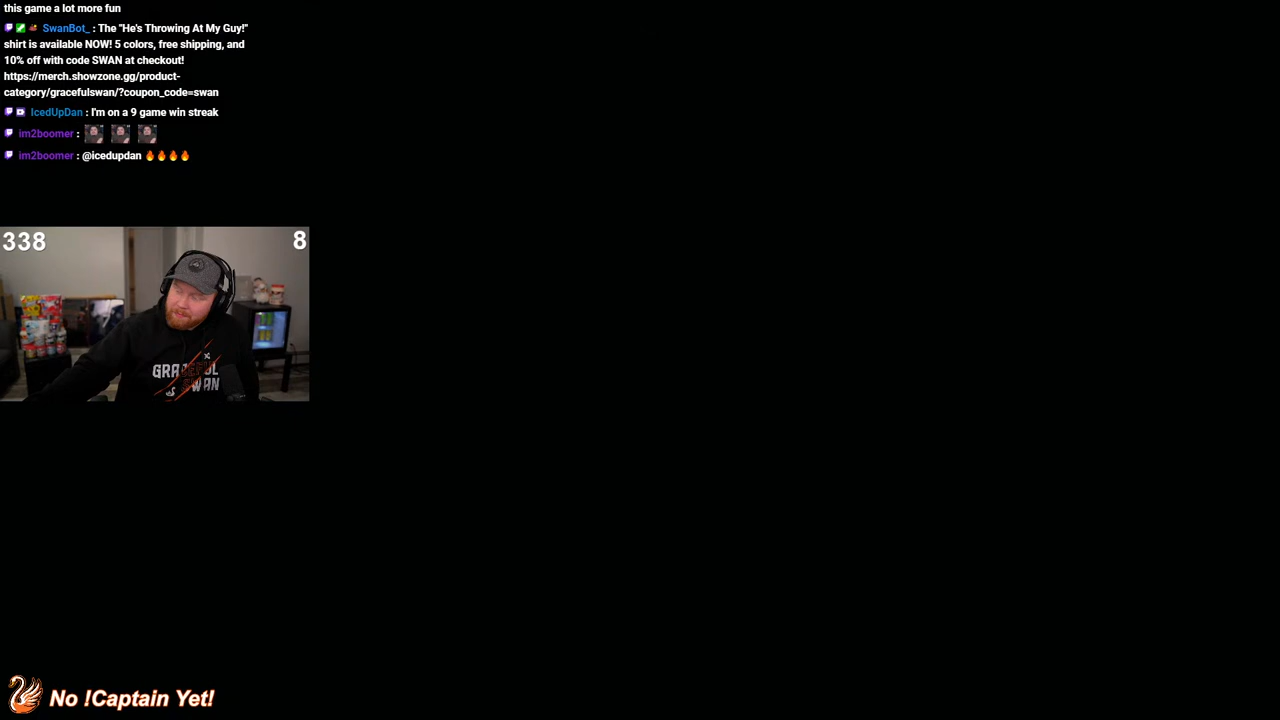 this game a lot more fun
SwanBot_ : The "He's Throwing At My Guy!"
shirt is available NOW! 5 colors, free shipping, and
10% off with code SWAN at checkout!
https://merch.showzone.gg/product-
category/gracefulswan/?coupon_code=swan
IcedUpDan : I'm on a 9 game win streak
im2boomer :
im2boomer : @icedupdan 🔥🔥🔥🔥
338
8
GRACEFUL
SWAN
No !Captain Yet!